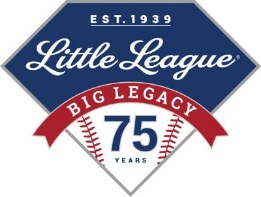 EST. 1939
Little League®
BIG LEGACY
75
YEARS